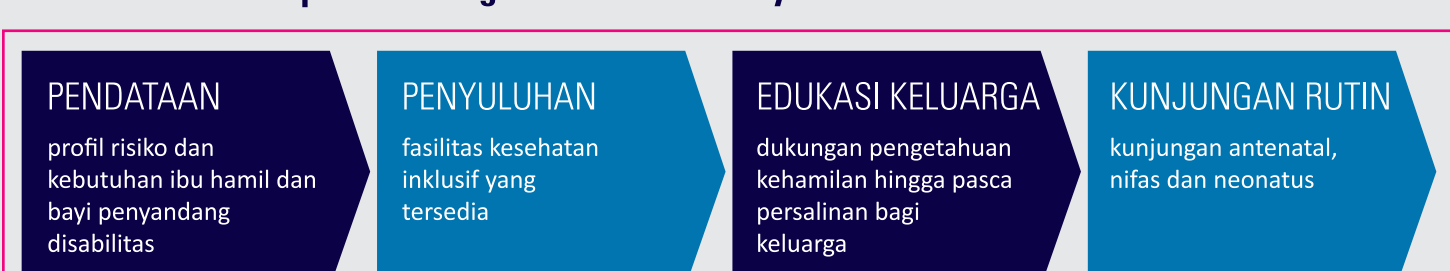 PENDATAAN
profil risiko dan
kebutuhan ibu hamil dan
bayi penyandang
disabilitas
PENYULUHAN
fasilitas kesehatan
inklusif yang
tersedia
EDUKASI KELUARGA
dukungan pengetahuan
kehamilan hingga pasca
persalinan bagi
keluarga
KUNJUNGAN RUTIN
kunjungan antenatal,
nifas dan neonatus